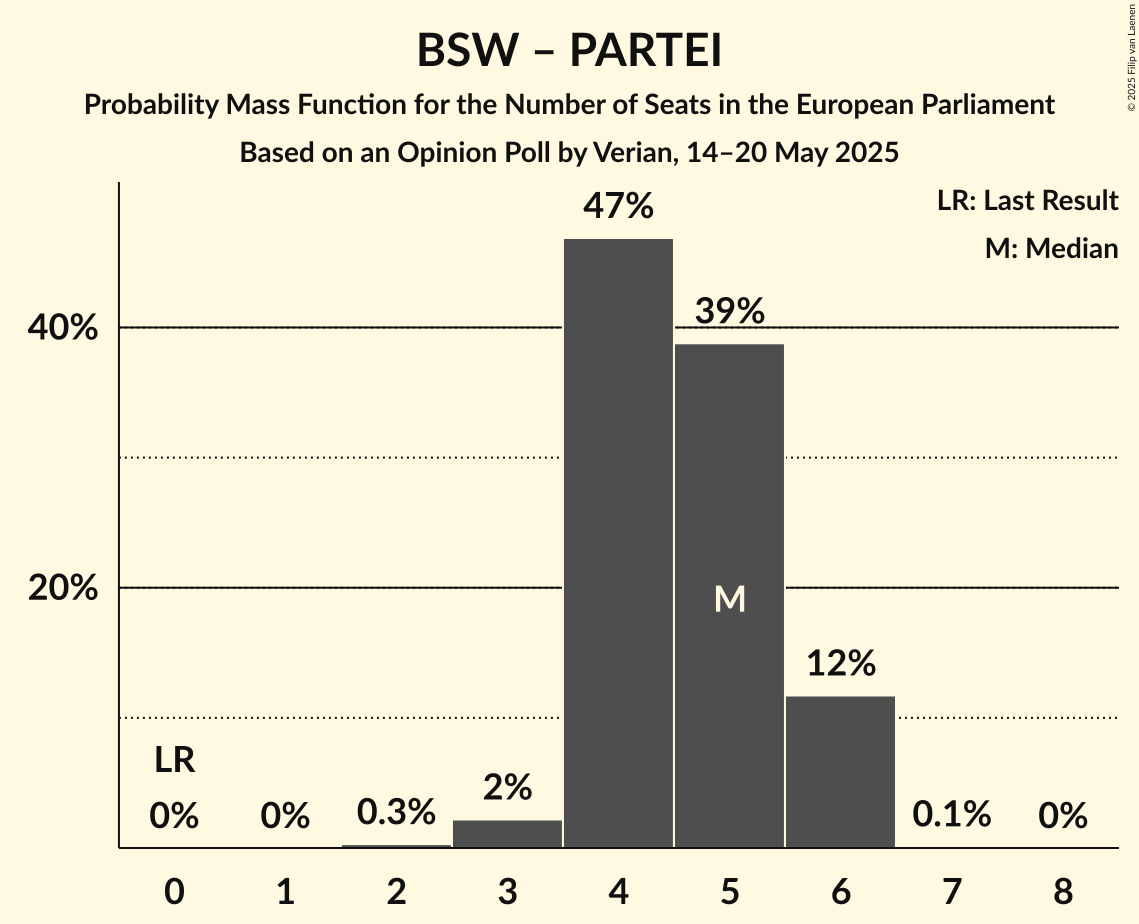 BSW – PARTEI
Probability Mass Function for the Number of Seats in the European Parliament
Based on an Opinion Poll by Verian, 14–20 May 2025
© 2025 Filip van Laenen
LR: Last Result
M: Median
47%
39%
40%
20%
M
12%
LR
0%
0%
0.3%
2%
0.1%
0%
0 1 2 3 4 5 6 7 8